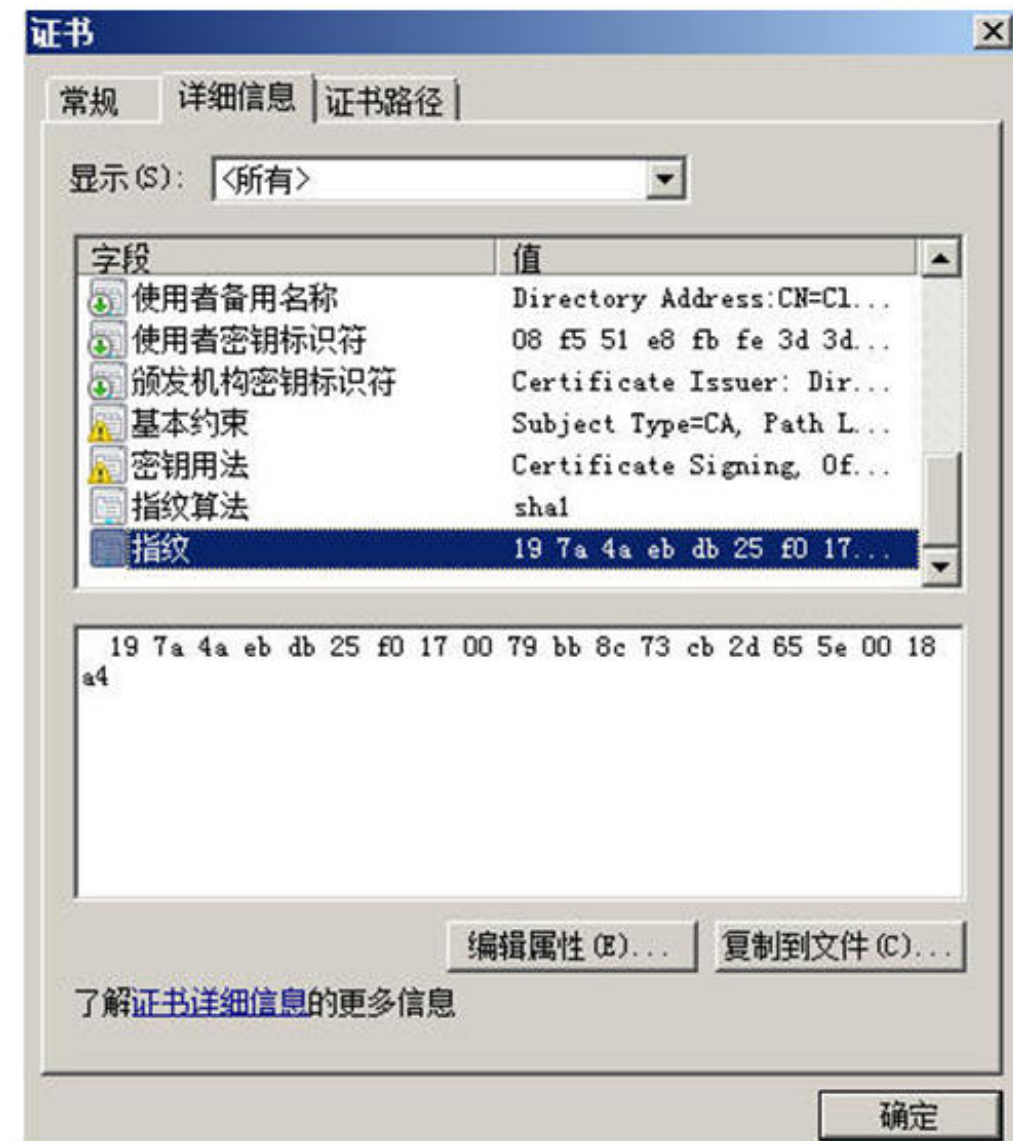 证书
常规 详细信息 证书路径
显示(S): <所有>
字段 值
使用者备用名称 Directory Address:CN=Cl...
使用者密钥标识符 08 f5 51 e8 fb fe 3d 3d...
颁发机构密钥标识符 Certificate Issuer: Dir...
基本约束 Subject Type=CA, Path L...
密钥用法 Certificate Signing, Of...
指纹算法 sha1
指纹 19 7a 4a eb db 25 f0 17...
19 7a 4a eb db 25 f0 17 00 79 bb 8c 73 cb 2d 65 5e 00 18
a4
编辑属性(E)... 复制到文件(C)...
了解证书详细信息的更多信息
确定